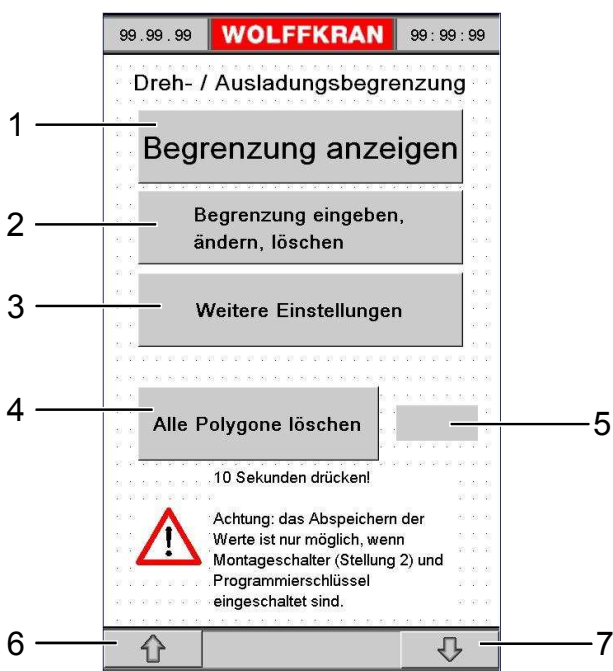 99.99.99 WOLFFKRAN 99:99:99
Dreh- / Ausladungsbegrenzung
1
Begrenzung anzeigen
2
Begrenzung eingeben,
ändern, löschen
3
Weitere Einstellungen
4
Alle Polygone löschen
5
10 Sekunden drücken!
Achtung: das Abspeichern der
Werte ist nur möglich, wenn
Montageschalter (Stellung 2) und
Programmierschlüssel
eingeschaltet sind.
6
7